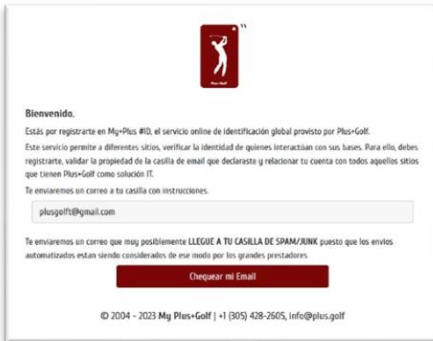 Plus+Golf
Bienvenido.
Estás por registrarte en My+Plus #ID, el servicio online de identificación global provisto por Plus+Golf.
Este servicio permite a diferentes sitios, verificar la identidad de quienes interactúan con sus bases. Para ello, debes
registrarte, validar la propiedad de la casilla de email que declaraste y relacionar tu cuenta con todos aquellos sitios
que tienen Plus+Golf como solución IT.
Te enviaremos un correo a tu casilla con instrucciones.
plusgolft@gmail.com
Te enviaremos un correo que muy posiblemente LLEGUE A TU CASILLA DE SPAM/JUNK puesto que los envios
automatizados estan siendo considerados de ese modo por los grandes prestadores
Chequear mi Email
© 2004 - 2023 My Plus+Golf | +1 (305) 428-2605, info@plus.golf